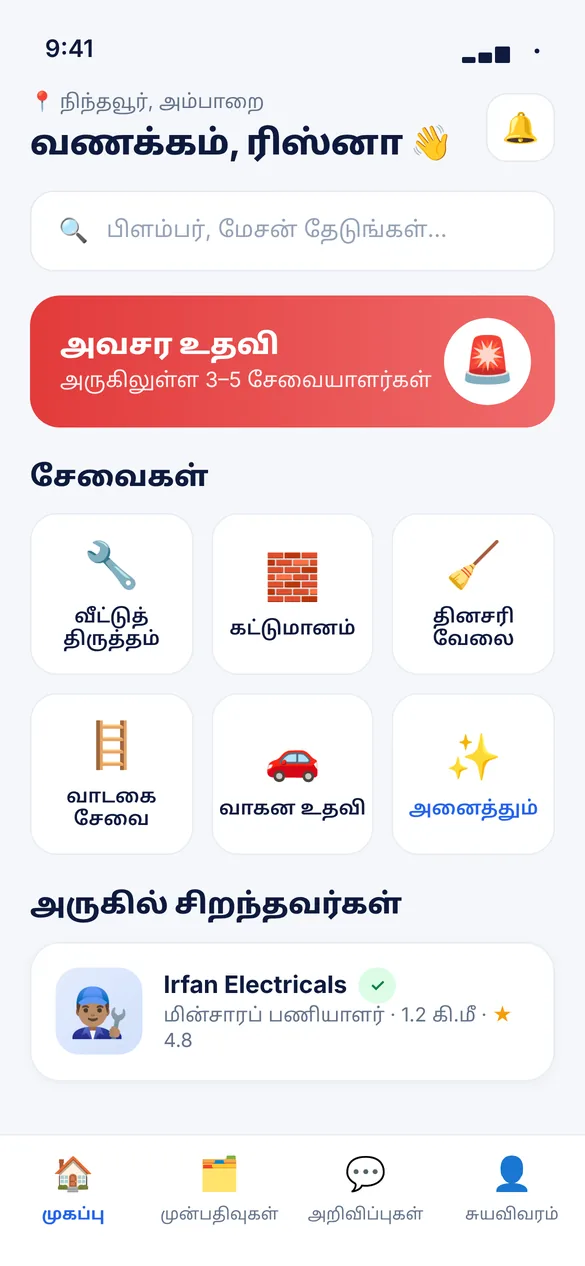 9:41
நிந்தவூர், அம்பாறை
வணக்கம், ரிஸ்னா
பிளம்பர், மேசன் தேடுங்கள்...
அவசர உதவி
அருகிலுள்ள 3–5 சேவையாளர்கள்
சேவைகள்
வீட்டுத்
திருத்தம்
கட்டுமானம்
தினசரி
வேலை
வாடகை
சேவை
வாகன உதவி
அனைத்தும்
அருகில் சிறந்தவர்கள்
Irfan Electricals ✓
மின்சாரப் பணியாளர் · 1.2 கி.மீ · ★
4.8
முகப்பு
முன்பதிவுகள்
அறிவிப்புகள்
சுயவிவரம்